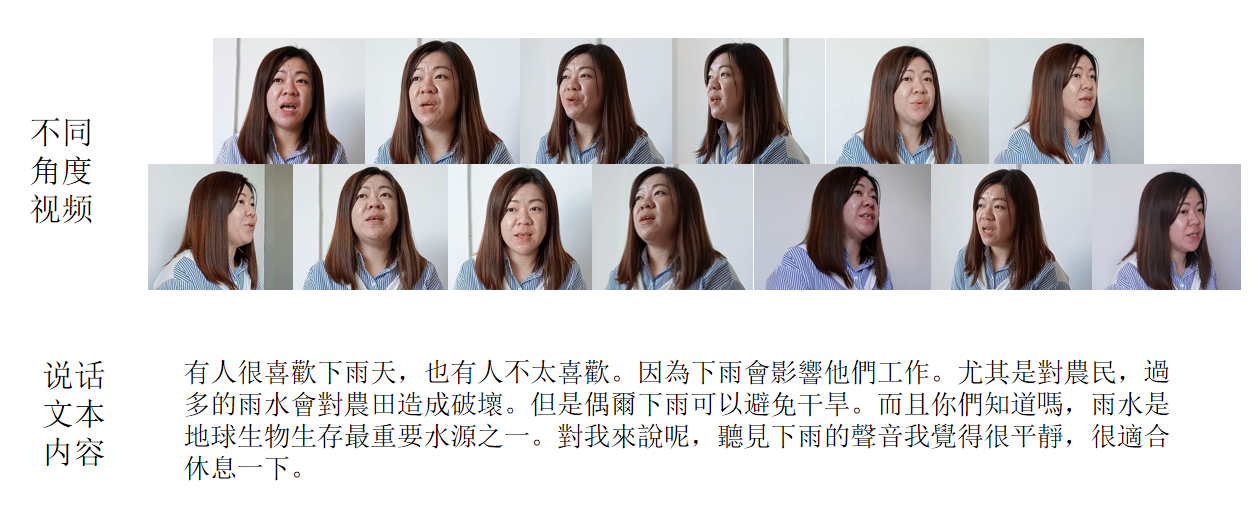 不同
角度
视频
说话
文本
内容
有人很喜歡下雨天，也有人不太喜歡。因為下雨會影響他們工作。尤其是對農民，過
多的雨水會對農田造成破壞。但是偶爾下雨可以避免干旱。而且你們知道嗎，雨水是
地球生物生存最重要水源之一。對我來說呢，聽見下雨的聲音我覺得很平靜，很適合
休息一下。